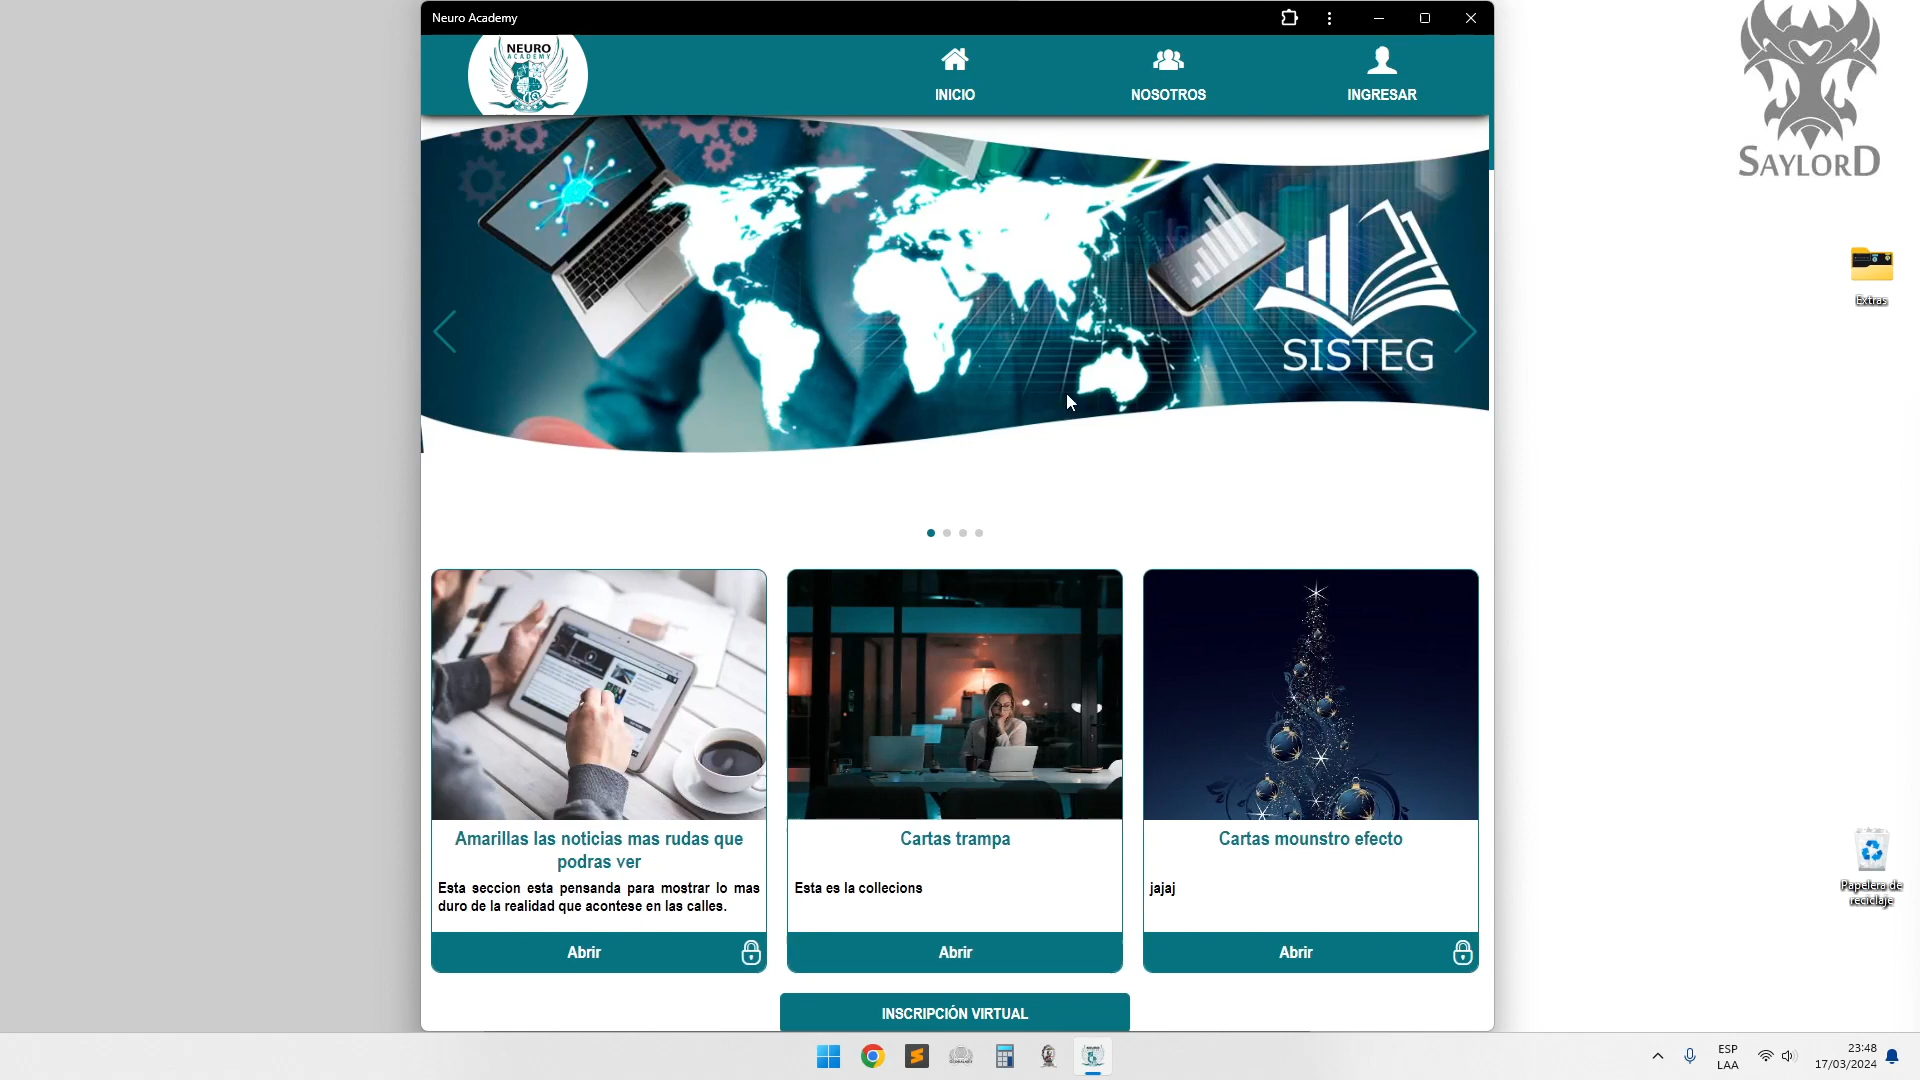 Neuro Academy
NEURO
ACADEMY
INICIO
NOSOTROS
INGRESAR
SISTEG
Amarillas las noticias mas rudas que
podras ver
Esta seccion esta pensanda para mostrar lo mas
duro de la realidad que acontese en las calles.
Abrir
Cartas trampa
Esta es la collecions
Abrir
Cartas mounstro efecto
jajaj
Abrir
INSCRIPCIÓN VIRTUAL
SAYLORD
Extras
Papelera de
reciclaje
ESP
LAA
23:48
17/03/2024